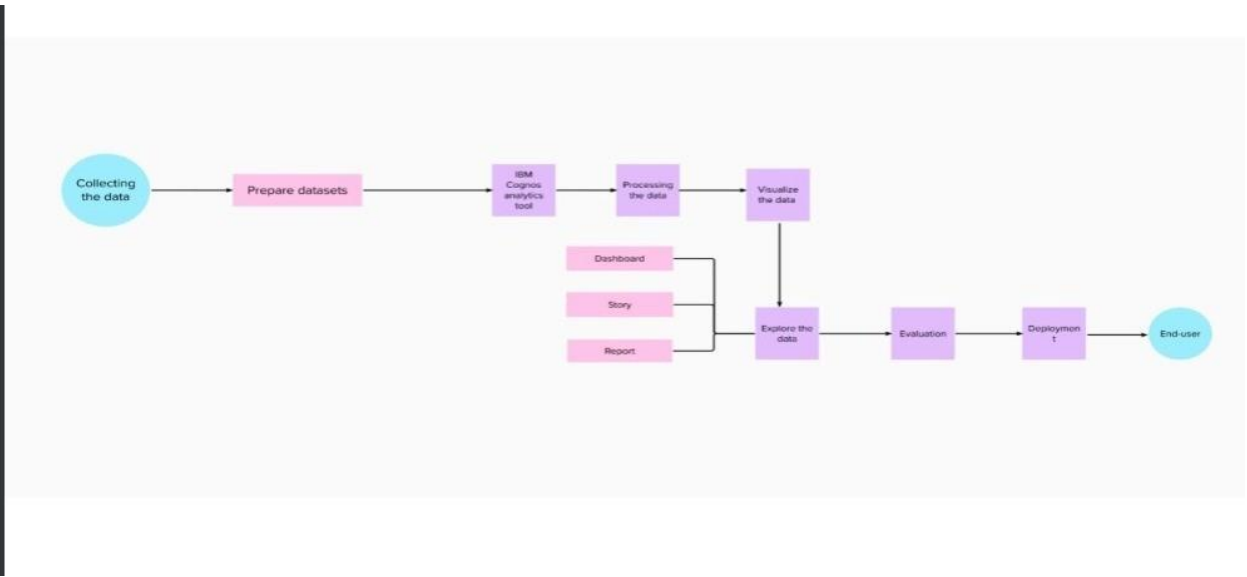 Collecting
the data
Prepare datasets
IBM
Cognos
analytics
tool
Processing
the data
Visualize
the data
Dashboard
Story
Report
Explore the
data
Evaluation
Deploymen
t
End-user